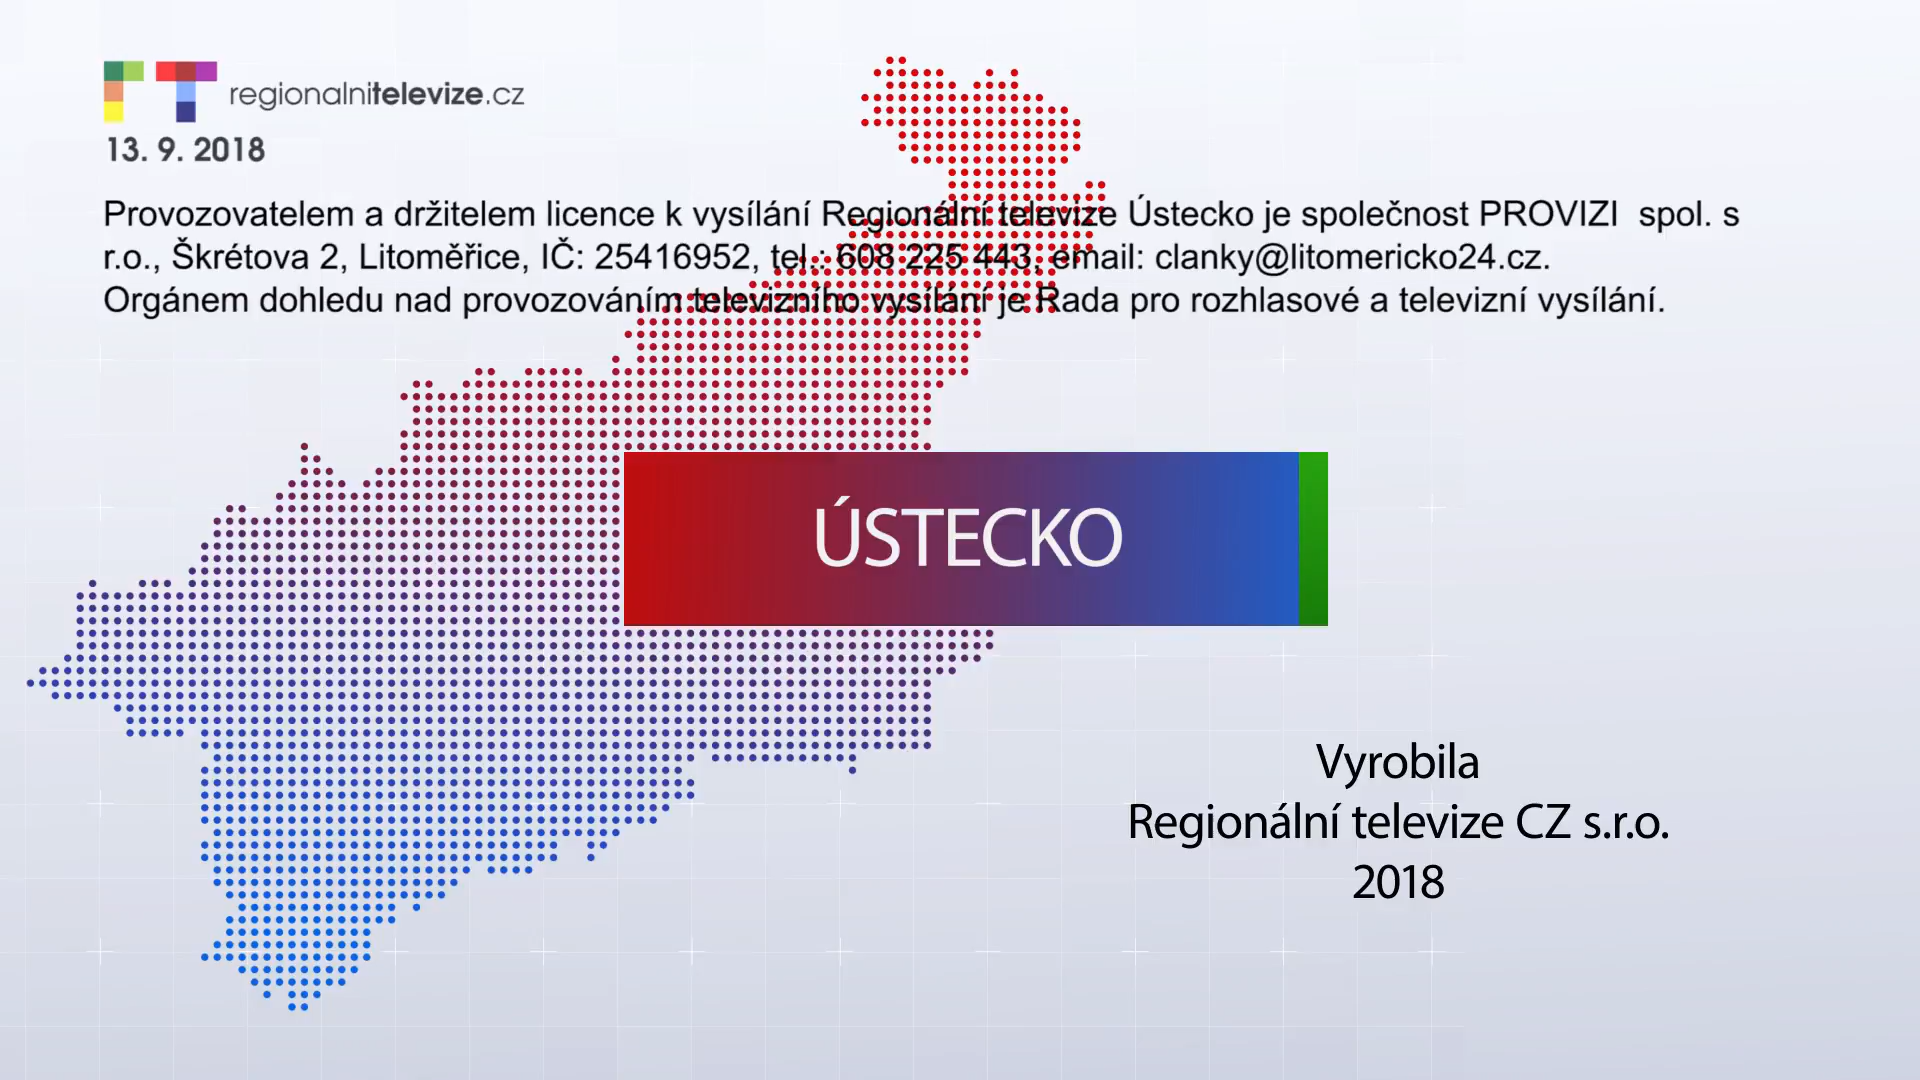 regionalnitelevize.cz
13. 9. 2018
Provozovatelem a držitelem licence k vysílání Regionální televize Ústecko je společnost PROVIZI  spol. s
r.o., Škrétova 2, Litoměřice, IČ: 25416952, tel.: 608 225 443, email: clanky@litomericko24.cz.
Orgánem dohledu nad provozováním televizního vysílání je Rada pro rozhlasové a televizní vysílání.
ÚSTECKO
Vyrobila
Regionální televize CZ s.r.o.
2018